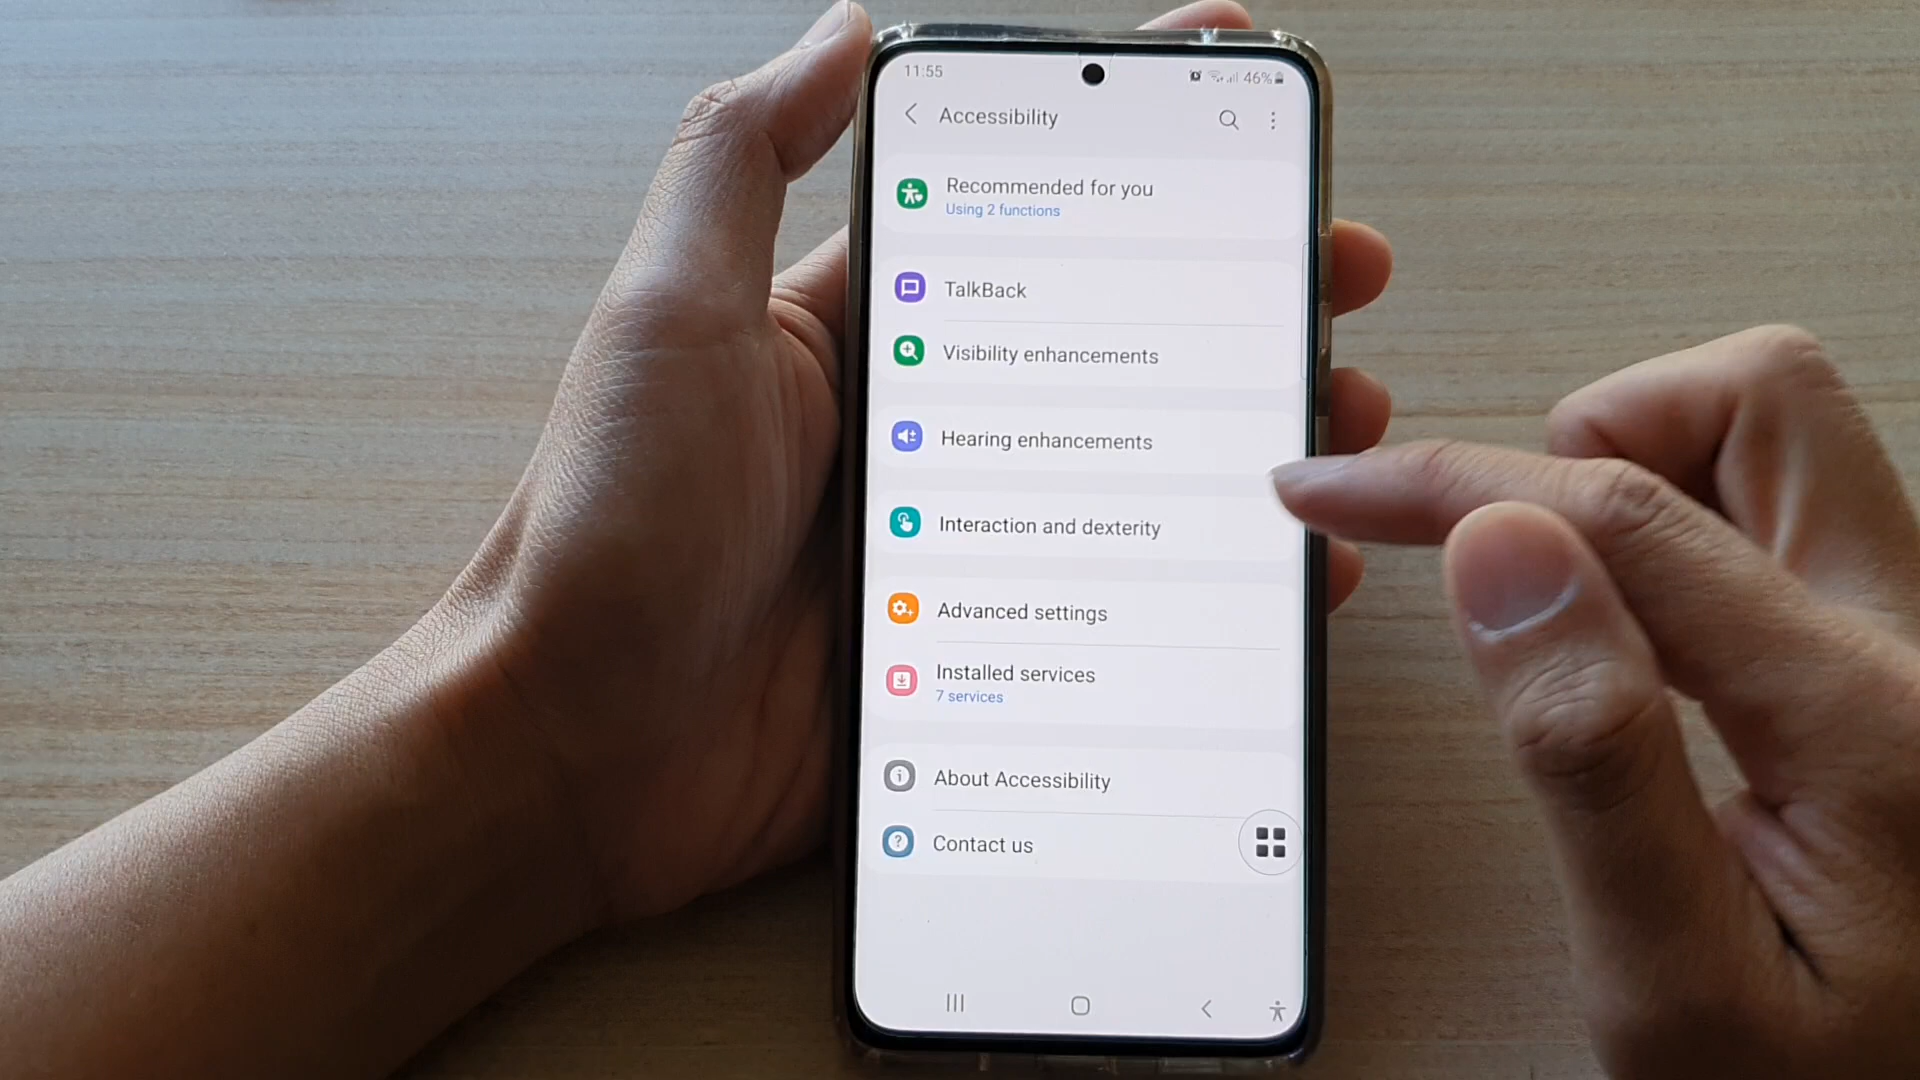 11:55
46%
Accessibility
Recommended for you
Using 2 functions
TalkBack
Visibility enhancements
Hearing enhancements
Interaction and dexterity
Advanced settings
Installed services
7 services
About Accessibility
Contact us